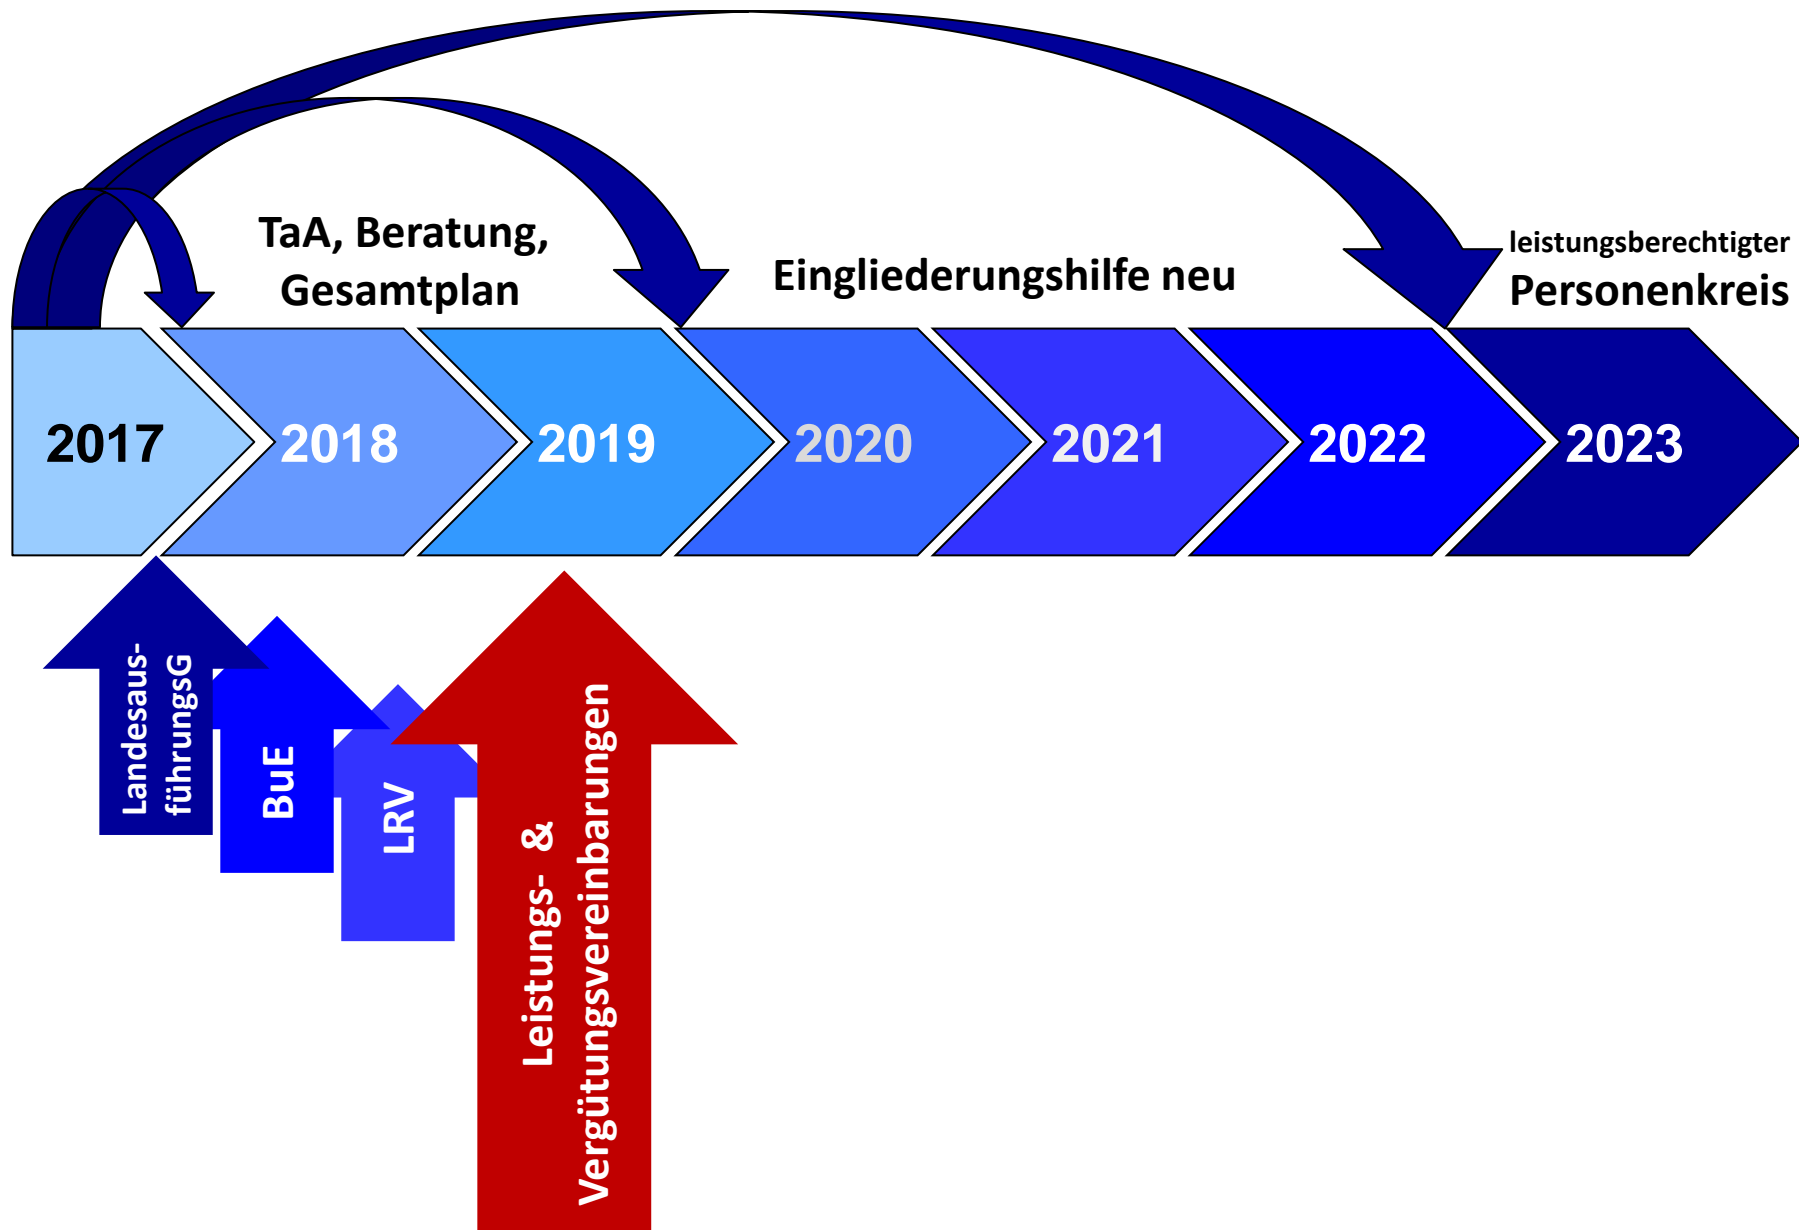 TaA, Beratung,
Gesamtplan
Eingliederungshilfe neu
leistungsberechtigter
Personenkreis
2017
2018
2019
2020
2021
2022
2023
Landesaus-
führungsG
BuE
LRV
Leistungs- &
Vergütungsvereinbarungen